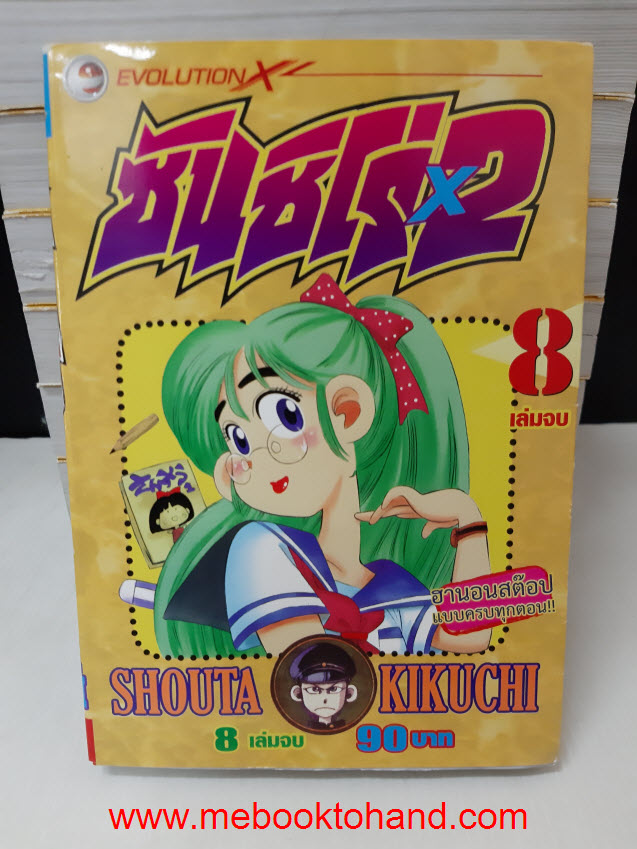 EVOLUTION X
ซันชิโร่ x2
8
เล่มจบ
ฮานอนสต๊อป
แบบครบทุกตอน!!
SHOUTA KIKUCHI
8 เล่มจบ 90 บาท
www.mebooktohand.com